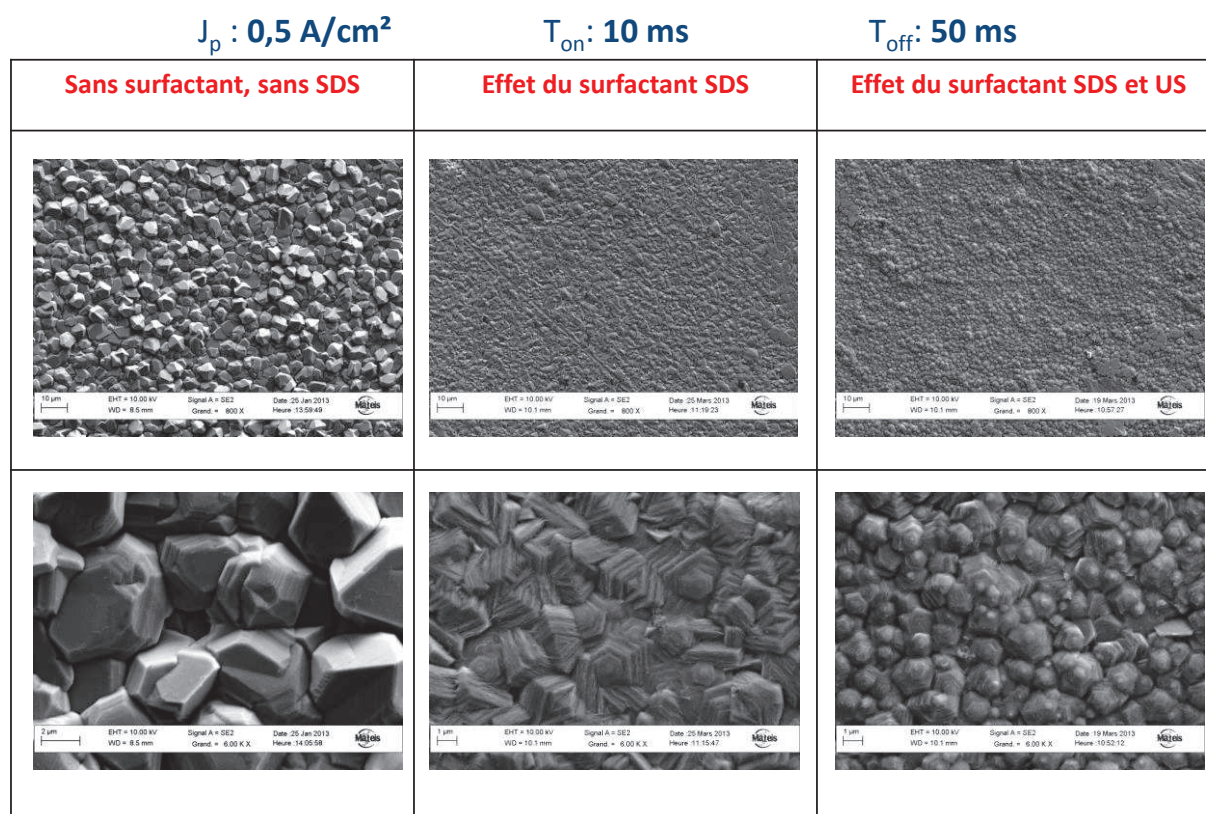 Jp : 0,5 A/cm² Ton: 10 ms Toff: 50 ms
Sans surfactant, sans SDS
Effet du surfactant SDS
Effet du surfactant SDS et US
10 µm EHT = 10.00 kV Signal A = SE2 Date :25 Jan 2013
WD = 8.5 mm Grand. = 800 X Heure :13:59:49
Mateis
10 µm EHT = 10.00 kV Signal A = SE2 Date :25 Mars 2013
WD = 10.1 mm Grand. = 800 X Heure :11:19:23
Mateis
10 µm EHT = 10.00 kV Signal A = SE2 Date :19 Mars 2013
WD = 10.1 mm Grand. = 800 X Heure :10:57:27
Mateis
2 µm EHT = 10.00 kV Signal A = SE2 Date :25 Jan 2013
WD = 8.5 mm Grand. = 6.00 K X Heure :14:05:58
Mateis
1 µm EHT = 10.00 kV Signal A = SE2 Date :25 Mars 2013
WD = 10.1 mm Grand. = 6.00 K X Heure :11:15:47
Mateis
1 µm EHT = 10.00 kV Signal A = SE2 Date :19 Mars 2013
WD = 10.1 mm Grand. = 6.00 K X Heure :10:52:12
Mateis